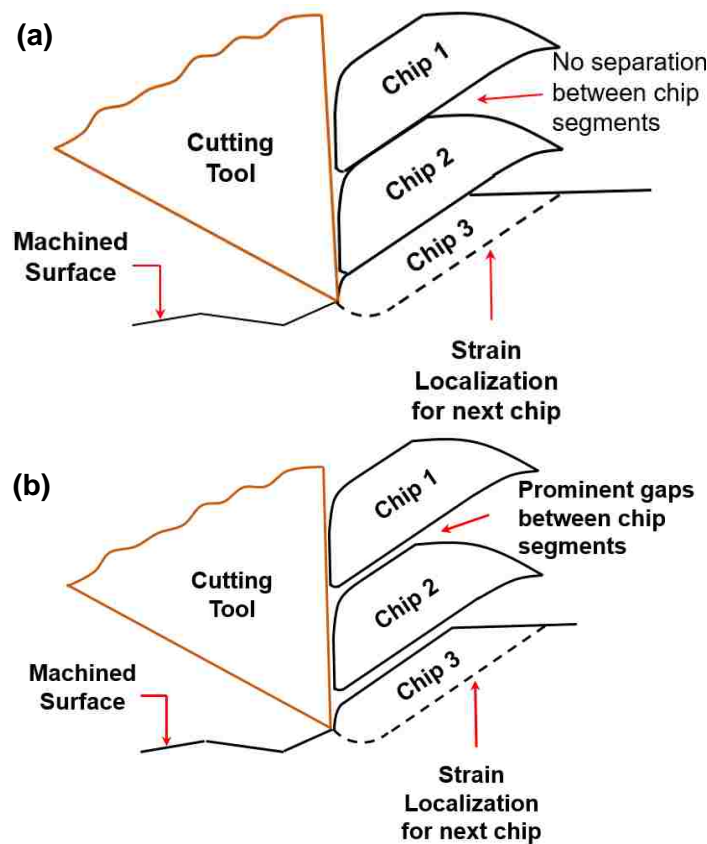 (a)
Chip 1
No separation
between chip
segments
Cutting
Tool
Chip 2
Chip 3
Machined
Surface
Strain
Localization
for next chip
(b)
Chip 1
Prominent gaps
between chip
segments
Cutting
Tool
Chip 2
Chip 3
Machined
Surface
Strain
Localization
for next chip